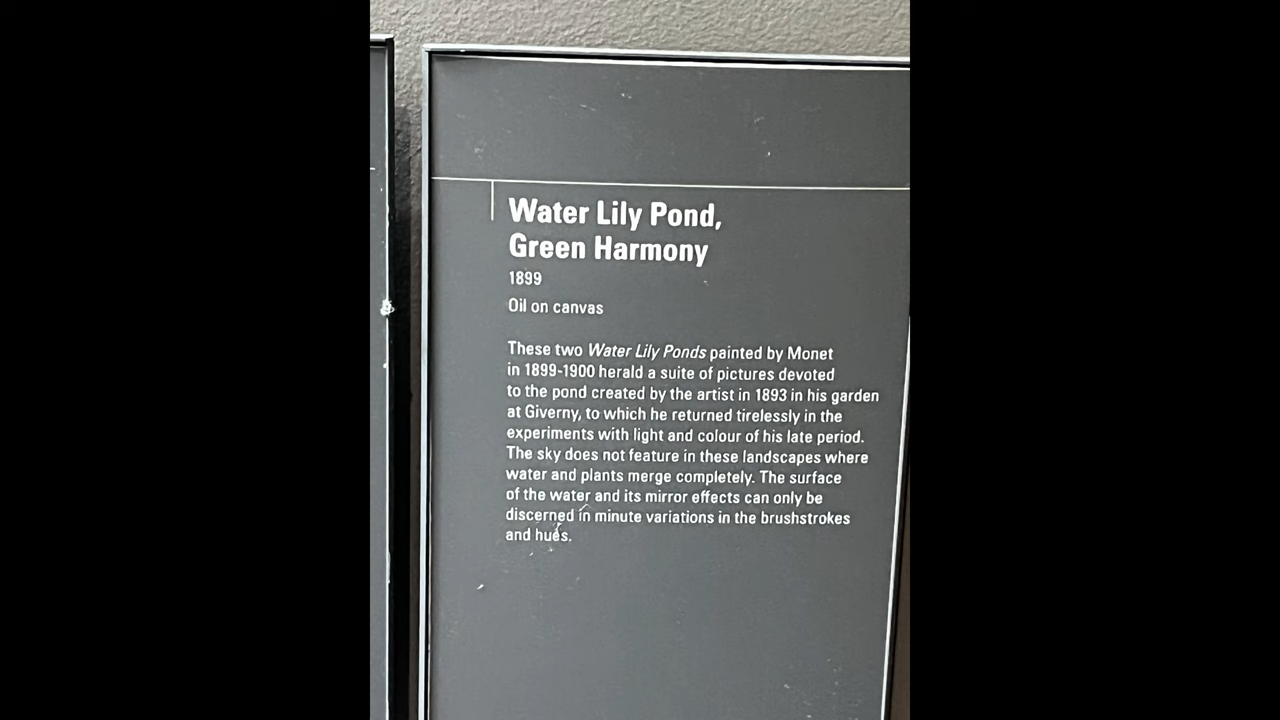 Water Lily Pond,
Green Harmony
1899
Oil on canvas
These two Water Lily Ponds painted by Monet
in 1899-1900 herald a suite of pictures devoted
to the pond created by the artist in 1893 in his garden
at Giverny, to which he returned tirelessly in the
experiments with light and colour of his late period.
The sky does not feature in these landscapes where
water and plants merge completely. The surface
of the water and its mirror effects can only be
discerned in minute variations in the brushstrokes
and hues.